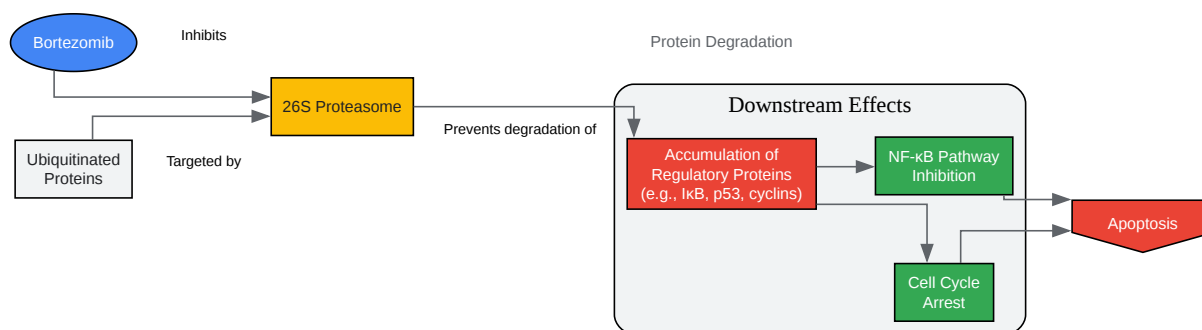 Bortezomib
Inhibits
Protein Degradation
26S Proteasome
Downstream Effects
Prevents degradation of
Ubiquitinated
Proteins
Targeted by
Accumulation of
Regulatory Proteins
(e.g., IκB, p53, cyclins)
NF-κB Pathway
Inhibition
Apoptosis
Cell Cycle
Arrest